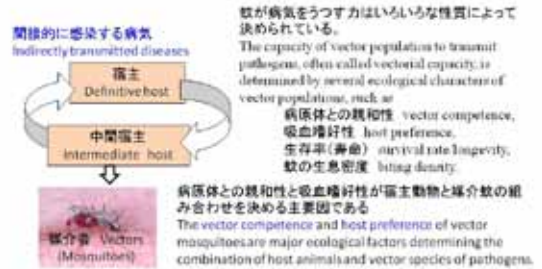 間接的に感染する病気
Indirectly transmitted diseases
宿主
Definitive host
中間宿主
Intermediate host
媒介者 Vectors
(Mosquitoes)
蚊が病気をうつす力はいろいろな性質によって
決められている。
The capacity of vector population to transmit
pathogens, often called vectorial capacity, is
determined by several ecological characters of
vector populations, such as
病原体との親和性 vector competence,
吸血嗜好性 host preference,
生存率(寿命) survival rate longevity,
蚊の生息密度 biting density.
病原体との親和性と吸血嗜好性が宿主動物と媒介蚊の組
み合わせを決める主要因である
The vector competence and host preference of vector
mosquitoes are major ecological factors determining the
combination of host animals and vector species of pathogens.